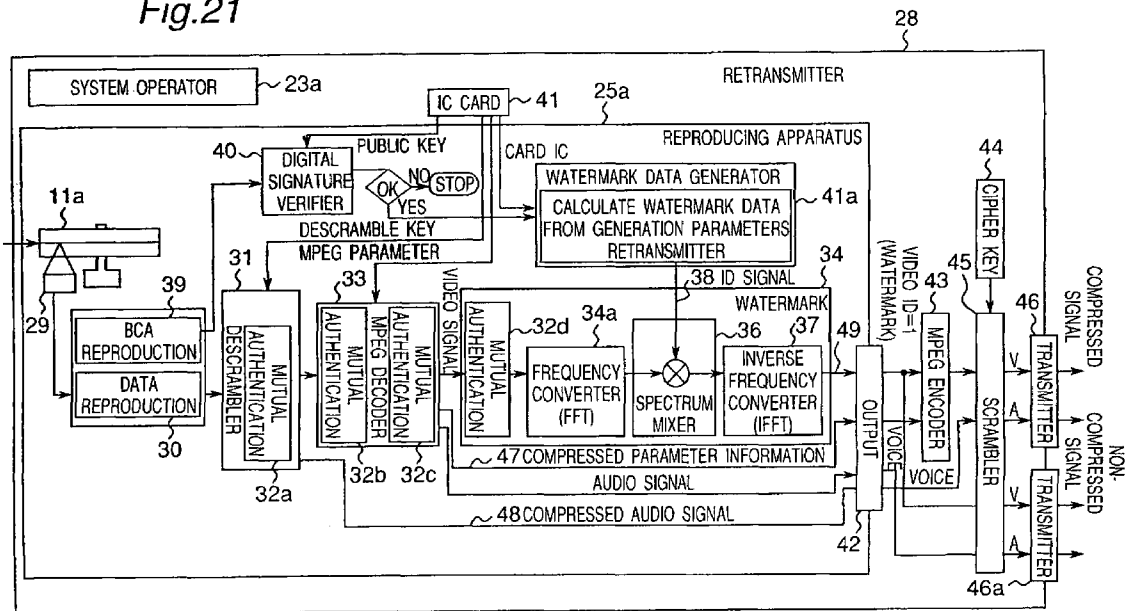 Fig.21
28
SYSTEM OPERATOR
23a
RETRANSMITTER
IC CARD
41
25a
REPRODUCING APPARATUS
PUBLIC KEY
CARD IC
40
DIGITAL
SIGNATURE
VERIFIER
OK
NO
STOP
YES
WATERMARK DATA GENERATOR
41a
CALCULATE WATERMARK DATA
FROM GENERATION PARAMETERS
RETRANSMITTER
44
CIPHER KEY
11a
29
DESCRAMBLE KEY
MPEG PARAMETER
38 ID SIGNAL
34
39
BCA
REPRODUCTION
DATA
REPRODUCTION
30
31
DESCRAMBLER
MUTUAL
AUTHENTICATION
32a
33
MPEG DECODER
MUTUAL
AUTHENTICATION
32b
MUTUAL
AUTHENTICATION
32c
VIDEO SIGNAL
WATERMARK
MUTUAL
AUTHENTICATION
32d
34a
FREQUENCY
CONVERTER
(FFT)
36
SPECTRUM
MIXER
37
INVERSE
FREQUENCY
CONVERTER
(IFFT)
49
OUTPUT
42
VIDEO ID=I
(WATERMARK)
43
MPEG ENCODER
VOICE
VOICE
45
SCRAMBLER
V
A
V
A
46
TRANSMITTER
TRANSMITTER
46a
COMPRESSED
SIGNAL
NON-
COMPRESSED
SIGNAL
47 COMPRESSED PARAMETER INFORMATION
AUDIO SIGNAL
48 COMPRESSED AUDIO SIGNAL